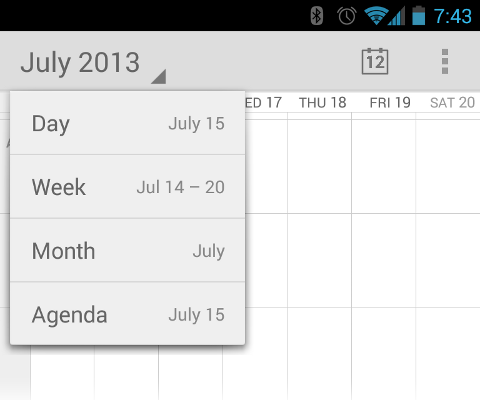 7:43
July 2013
12
ED 17 THU 18 FRI 19 SAT 20
Day July 15
Week Jul 14 – 20
Month July
Agenda July 15